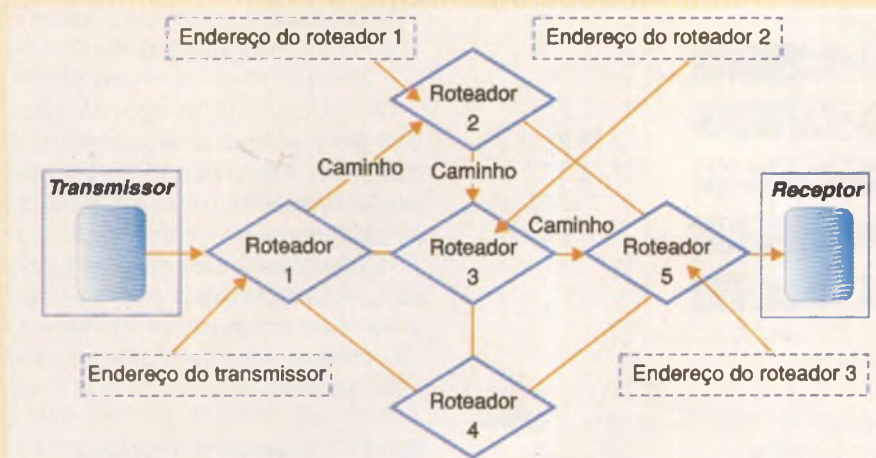 Endereço do roteador 1
Endereço do roteador 2
Roteador
2
Caminho
Caminho
Transmissor
Receptor
Caminho
Roteador
1
Roteador
3
Roteador
5
Endereço do transmissor
Endereço do roteador 3
Roteador
4